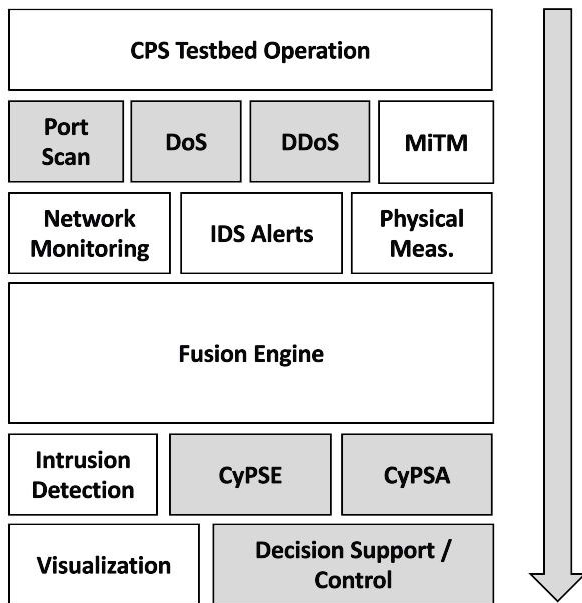 CPS Testbed Operation
Port
Scan
DoS
DDoS
MiTM
Network
Monitoring
IDS Alerts
Physical
Meas.
Fusion Engine
Intrusion
Detection
CyPSE
CyPSA
Visualization
Decision Support /
Control